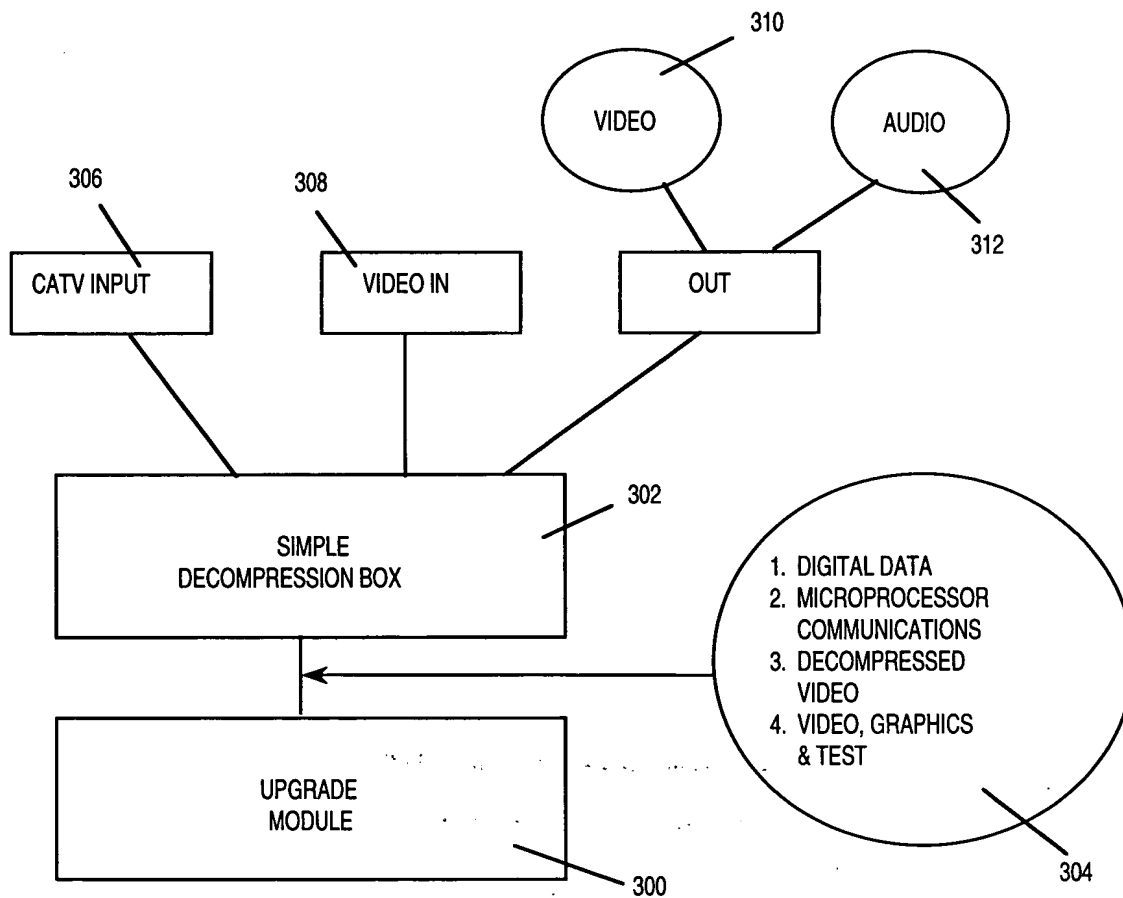 310
VIDEO
AUDIO
306
308
312
CATV INPUT
VIDEO IN
OUT
302
SIMPLE
DECOMPRESSION BOX
1. DIGITAL DATA
2. MICROPROCESSOR
COMMUNICATIONS
3. DECOMPRESSED
VIDEO
4. VIDEO, GRAPHICS
& TEST
UPGRADE
MODULE
304
300